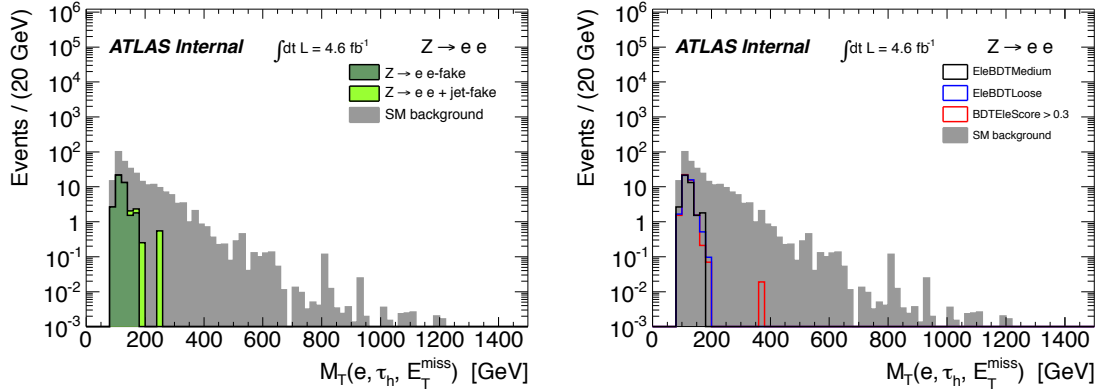 Events / (20 GeV)
10⁶
10⁵
10⁴
10³
10²
10
1
10⁻¹
10⁻²
10⁻³
ATLAS Internal
∫dt L = 4.6 fb⁻¹
Z → e e
Z → e e-fake
Z → e e + jet-fake
SM background
0 200 400 600 800 1000 1200 1400
M_T(e, τ_h, E_T^miss) [GeV]
Events / (20 GeV)
10⁶
10⁵
10⁴
10³
10²
10
1
10⁻¹
10⁻²
10⁻³
ATLAS Internal
∫dt L = 4.6 fb⁻¹
Z → e e
EleBDTMedium
EleBDTLoose
BDTEleScore > 0.3
SM background
0 200 400 600 800 1000 1200 1400
M_T(e, τ_h, E_T^miss) [GeV]